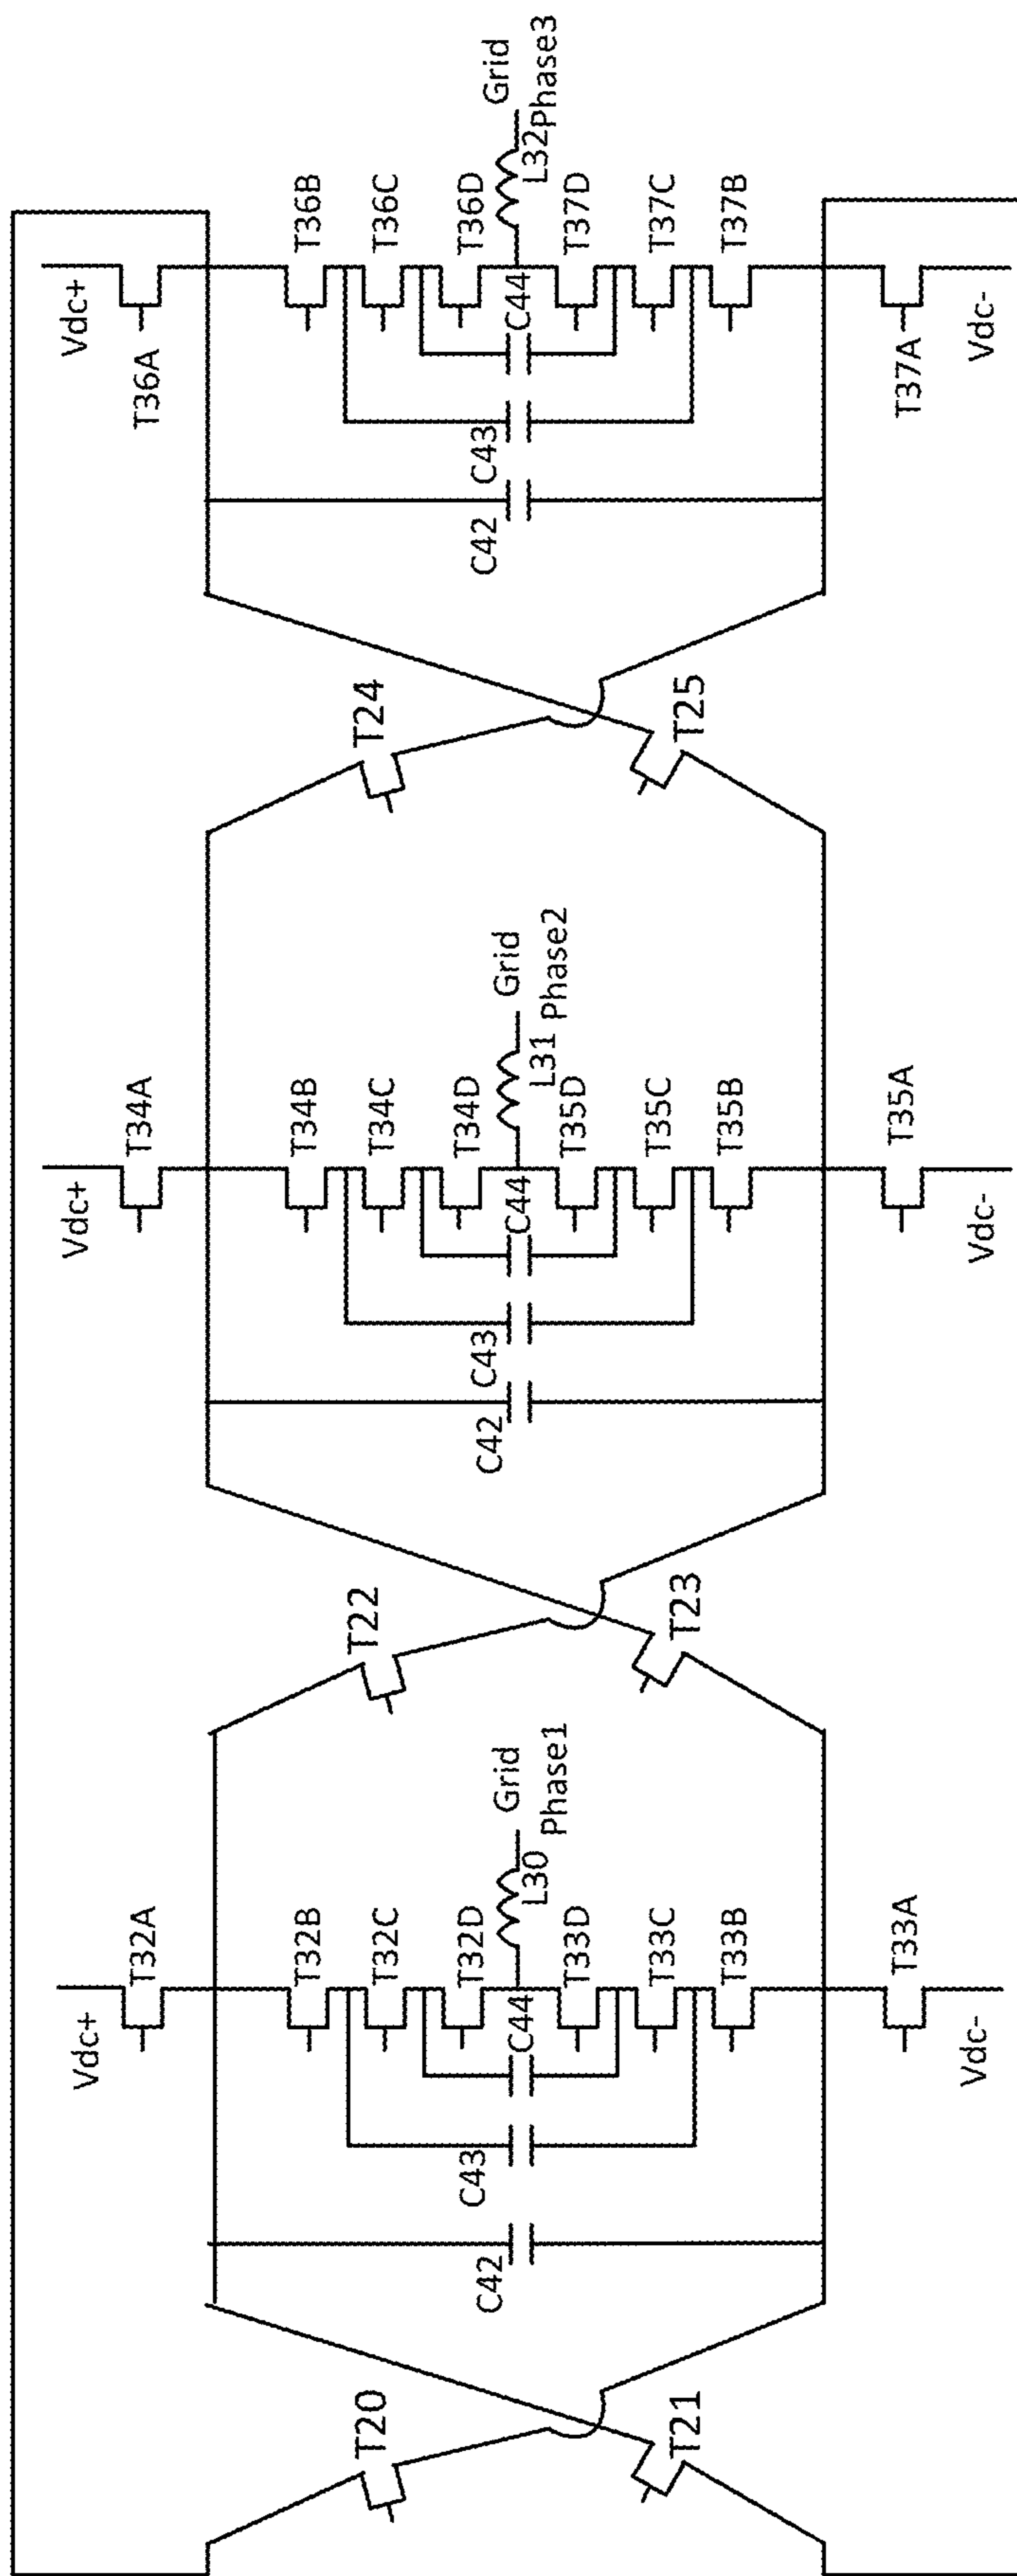 Vdc+
T36A
T36B
T36C
T36D
T37D
T37C
T37B
T37A
Vdc-
C44
C43
C42
L32
Grid
Phase3
T24
T25
Vdc+
T34A
T34B
T34C
T34D
T35D
T35C
T35B
T35A
Vdc-
C44
C43
C42
L31
Grid
Phase2
T22
T23
Vdc+
T32A
T32B
T32C
T32D
T33D
T33C
T33B
T33A
Vdc-
C44
C43
C42
L30
Grid
Phase1
T20
T21